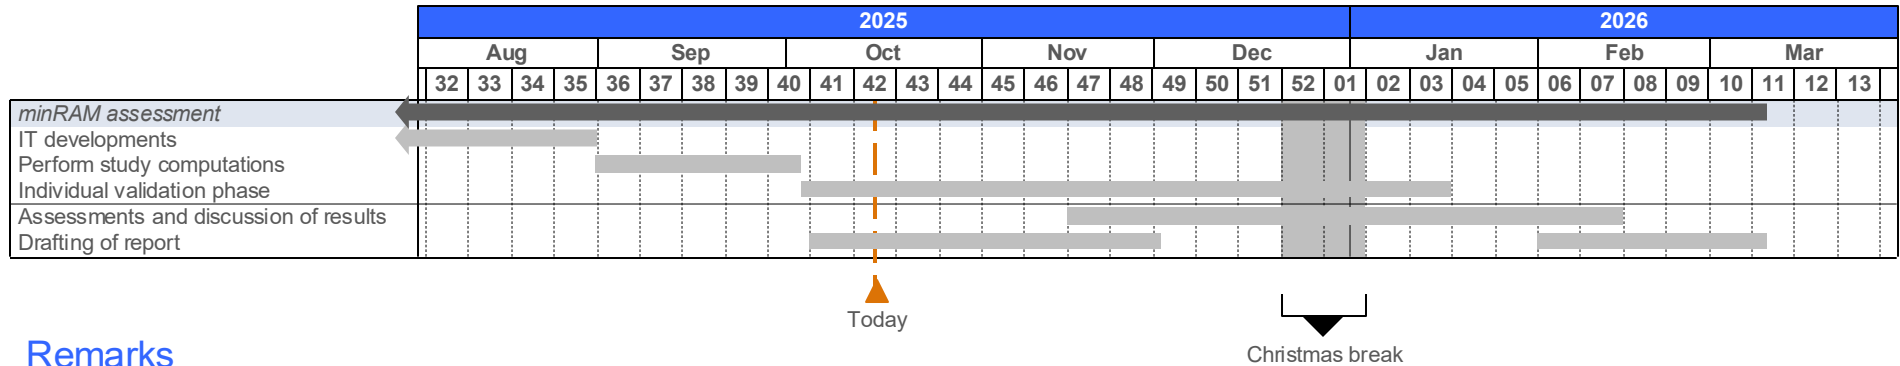 2025 2026
Aug Sep Oct Nov Dec Jan Feb Mar
32 33 34 35 36 37 38 39 40 41 42 43 44 45 46 47 48 49 50 51 52 01 02 03 04 05 06 07 08 09 10 11 12 13
minRAM assessment
IT developments
Perform study computations
Individual validation phase
Assessments and discussion of results
Drafting of report
Today
Christmas break
Remarks